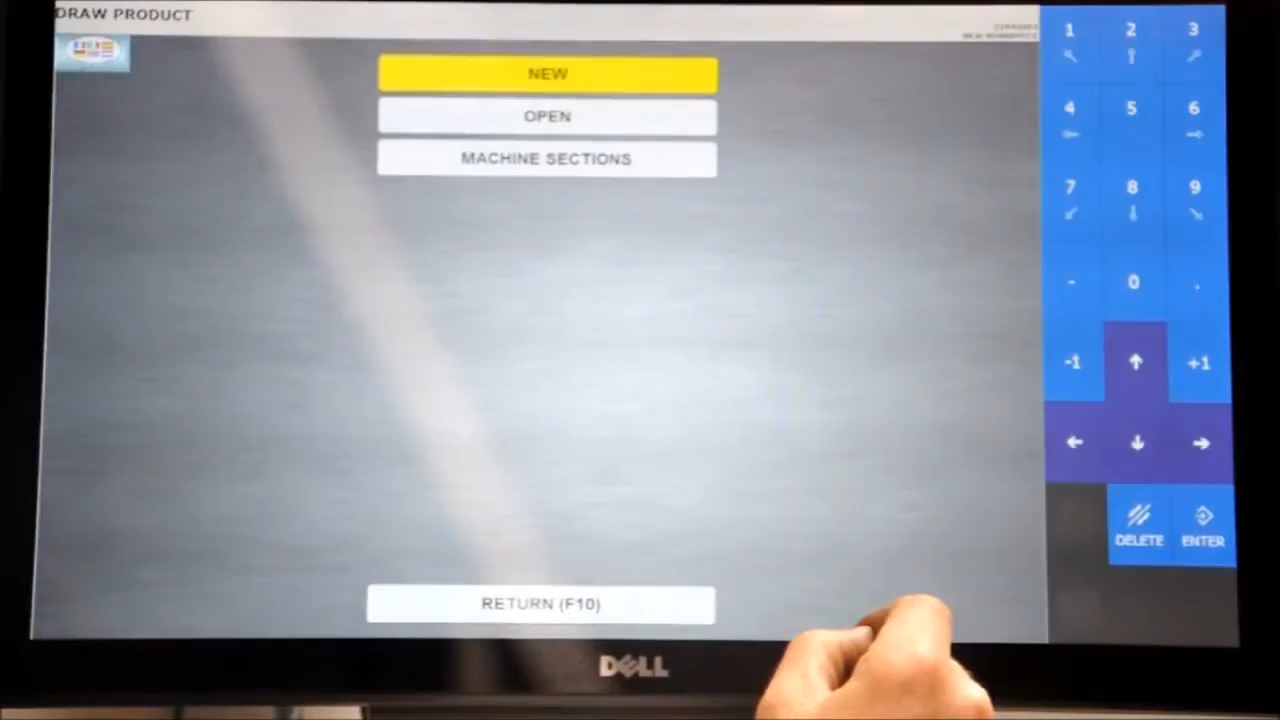 DRAW PRODUCT
NEW
OPEN
MACHINE SECTIONS
RETURN (F10)
1 2 3
4 5 6
7 8 9
- 0 .
-1 +1
DELETE ENTER
DELL